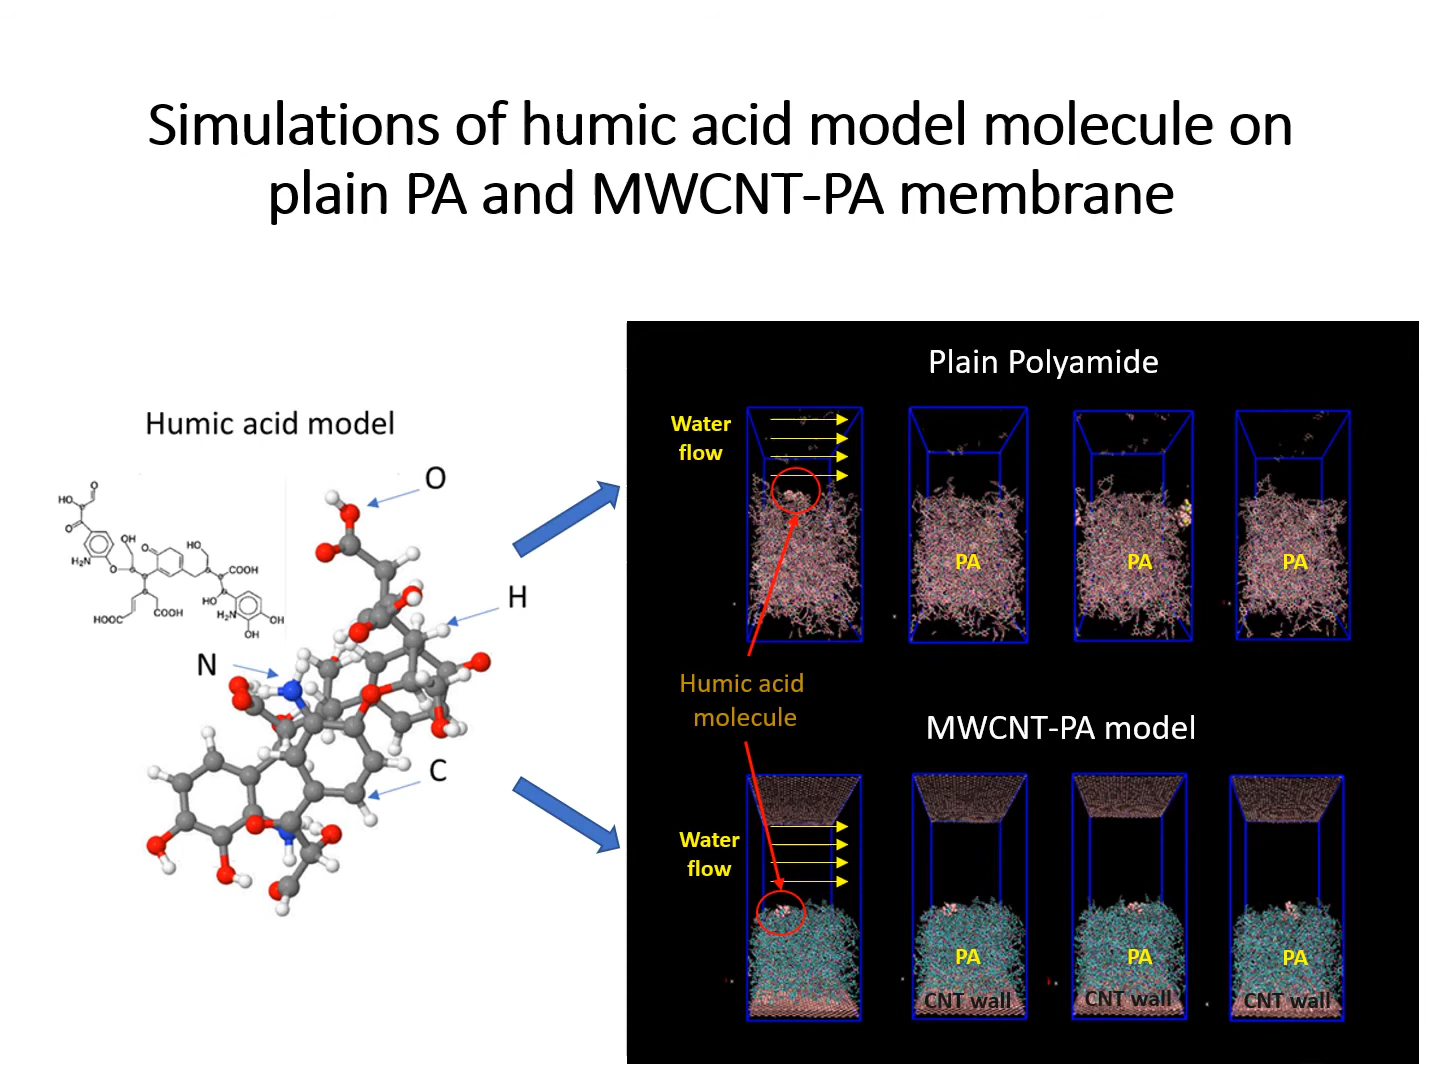 Simulations of humic acid model molecule on
plain PA and MWCNT-PA membrane
Humic acid model
O
H
N
C
HO
O
O
H₂N
O
OH
O
HO
COOH
HOOC
COOH
HO
H₂N
OH
OH
Plain Polyamide
Water
flow
PA
PA
PA
Humic acid
molecule
MWCNT-PA model
Water
flow
PA
PA
PA
CNT wall
CNT wall
CNT wall